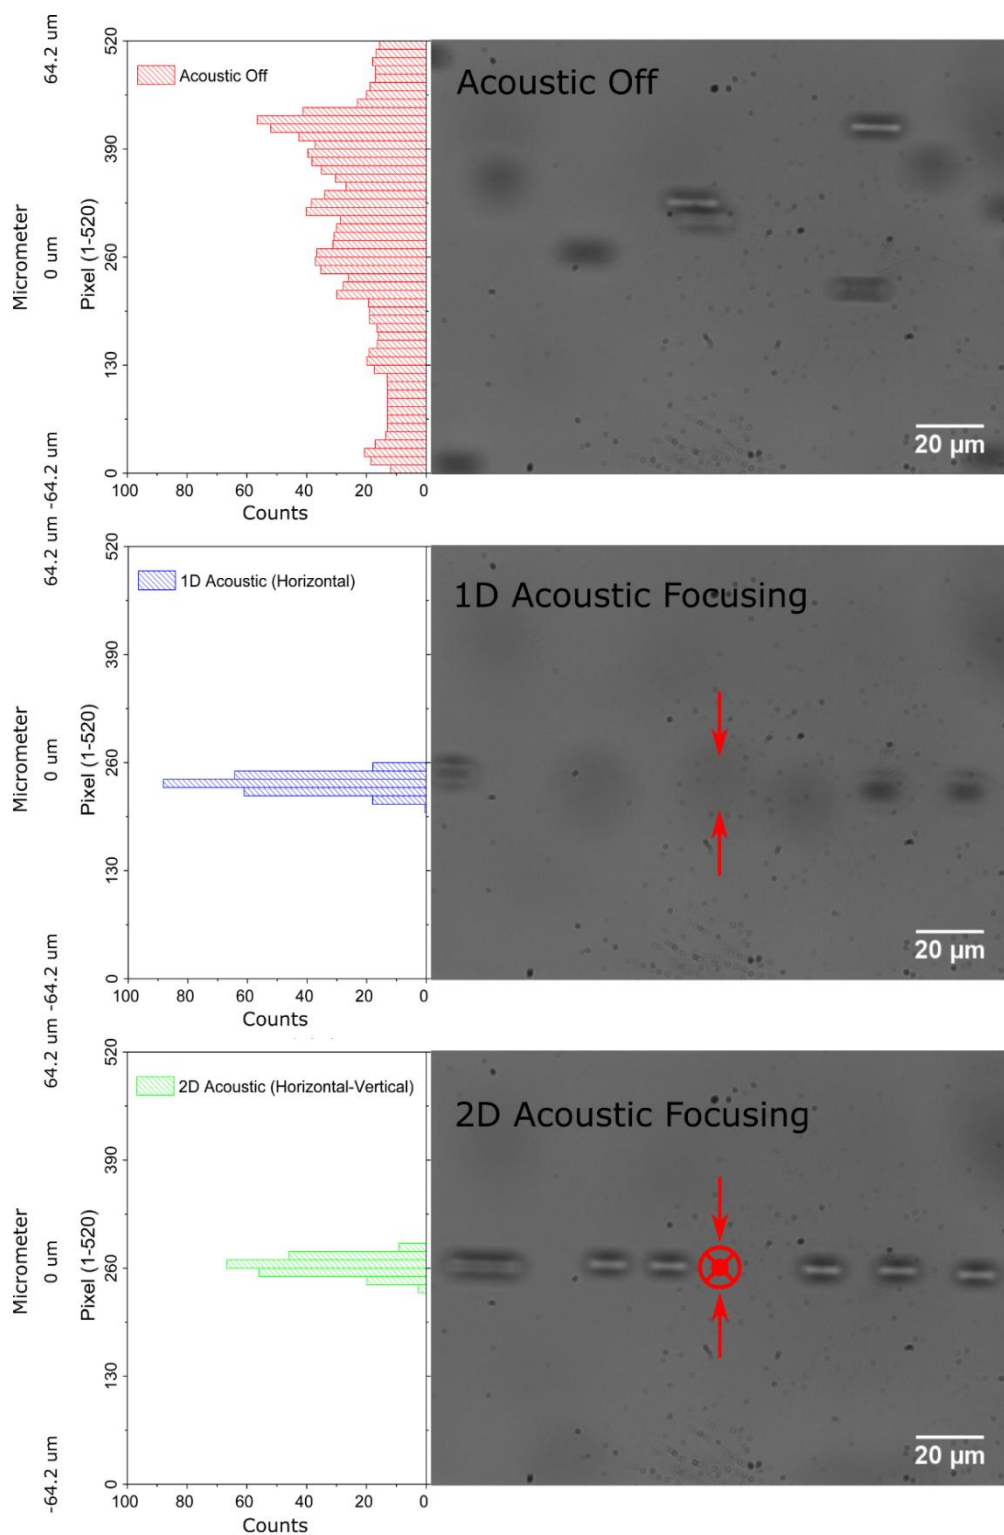 64.2 um
520
Acoustic Off
Acoustic Off
390
Micrometer
0 um
Pixel (1-520)
260
130
20 µm
-64.2 um
0
100 80 60 40 20 0
Counts
64.2 um
520
1D Acoustic (Horizontal)
1D Acoustic Focusing
390
Micrometer
0 um
Pixel (1-520)
260
130
20 µm
-64.2 um
0
100 80 60 40 20 0
Counts
64.2 um
520
2D Acoustic (Horizontal-Vertical)
2D Acoustic Focusing
390
Micrometer
0 um
Pixel (1-520)
260
130
20 µm
-64.2 um
0
100 80 60 40 20 0
Counts